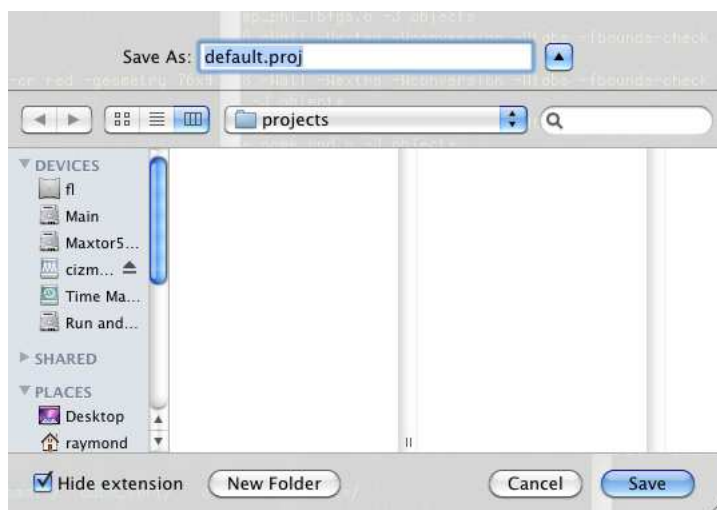 Save As: default.proj
projects
DEVICES
fl
Main
Maxtor5...
cizm...
Time Ma...
Run and...
SHARED
PLACES
Desktop
raymond
Hide extension
New Folder
Cancel
Save